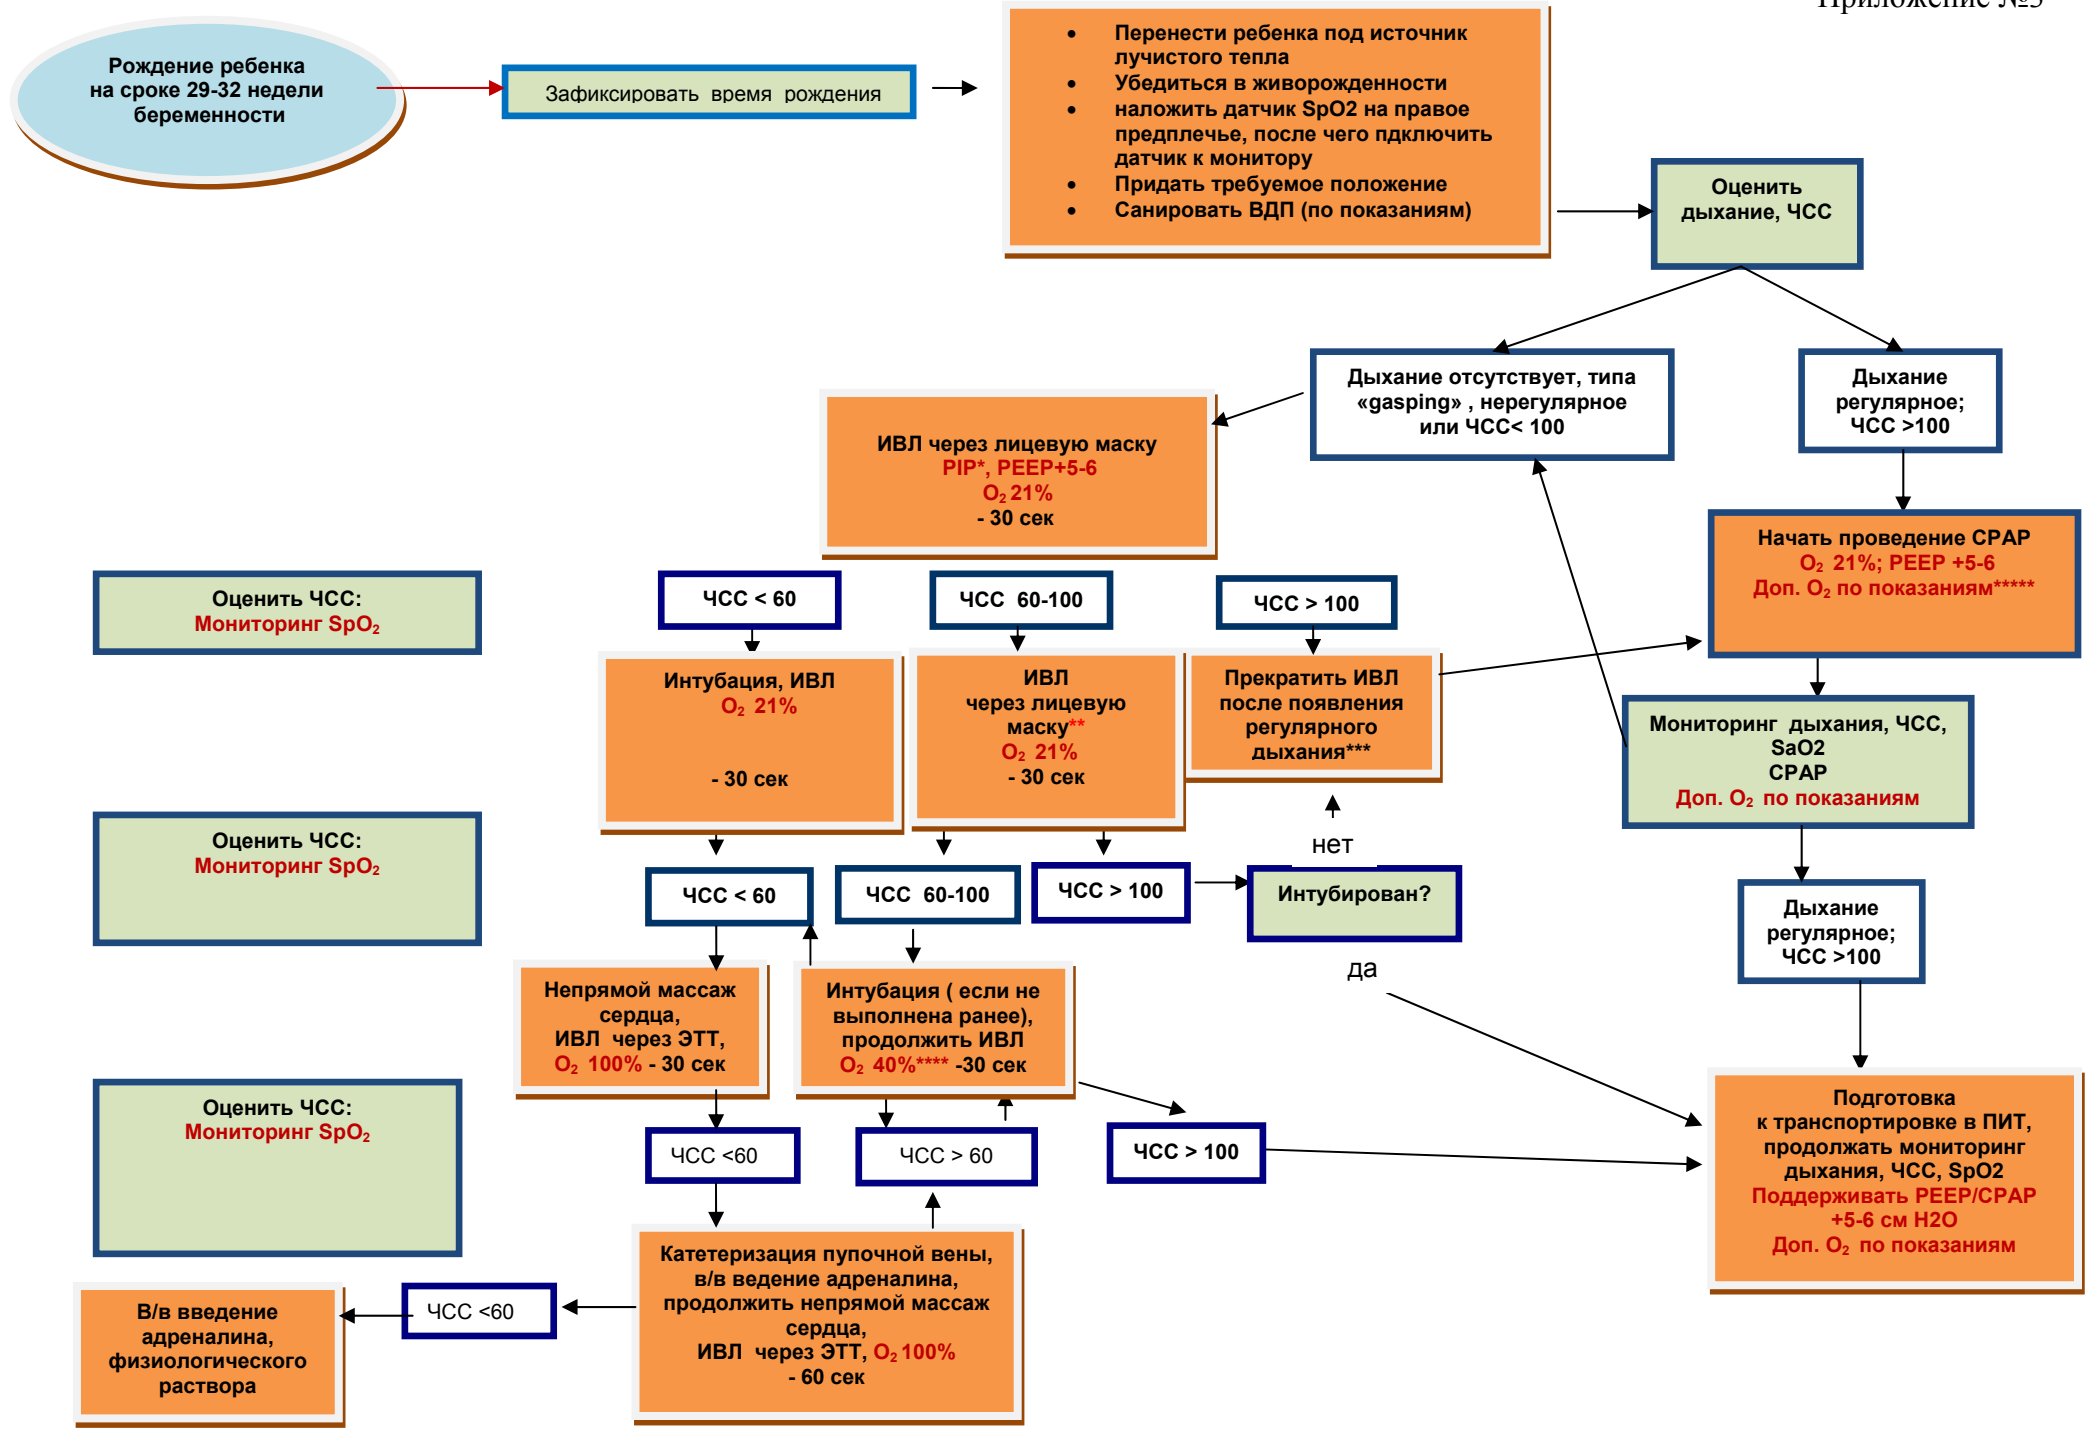 Приложение №3
Рождение ребенка
на сроке 29-32 недели
беременности
Зафиксировать время рождения
• Перенести ребенка под источник
лучистого тепла
• Убедиться в живорожденности
• наложить датчик SpO2 на правое
предплечье, после чего пдключить
датчик к монитору
• Придать требуемое положение
• Санировать ВДП (по показаниям)
Оценить
дыхание, ЧСС
Дыхание отсутствует, типа
«gasping» , нерегулярное
или ЧСС< 100
Дыхание
регулярное;
ЧСС >100
ИВЛ через лицевую маску
PIP*, PEEP+5-6
O₂ 21%
- 30 сек
Начать проведение CPAP
O₂ 21%; PEEP +5-6
Доп. O₂ по показаниям*****
Оценить ЧСС:
Мониторинг SpO₂
ЧСС < 60
ЧСС 60-100
ЧСС > 100
Интубация, ИВЛ
O₂ 21%
- 30 сек
ИВЛ
через лицевую
маску**
O₂ 21%
- 30 сек
Прекратить ИВЛ
после появления
регулярного
дыхания***
Мониторинг дыхания, ЧСС,
SaO2
CPAP
Доп. O₂ по показаниям
Оценить ЧСС:
Мониторинг SpO₂
нет
ЧСС < 60
ЧСС 60-100
ЧСС > 100
Интубирован?
да
Дыхание
регулярное;
ЧСС >100
Непрямой массаж
сердца,
ИВЛ через ЭТТ,
O₂ 100% - 30 сек
Интубация ( если не
выполнена ранее),
продолжить ИВЛ
O₂ 40%**** -30 сек
Оценить ЧСС:
Мониторинг SpO₂
ЧСС <60
ЧСС > 60
ЧСС > 100
Подготовка
к транспортировке в ПИТ,
продолжать мониторинг
дыхания, ЧСС, SpO2
Поддерживать PEEP/CPAP
+5-6 см H2O
Доп. O₂ по показаниям
Катетеризация пупочной вены,
в/в ведение адреналина,
продолжить непрямой массаж
сердца,
ИВЛ через ЭТТ, O₂ 100%
- 60 сек
ЧСС <60
В/в введение
адреналина,
физиологического
раствора